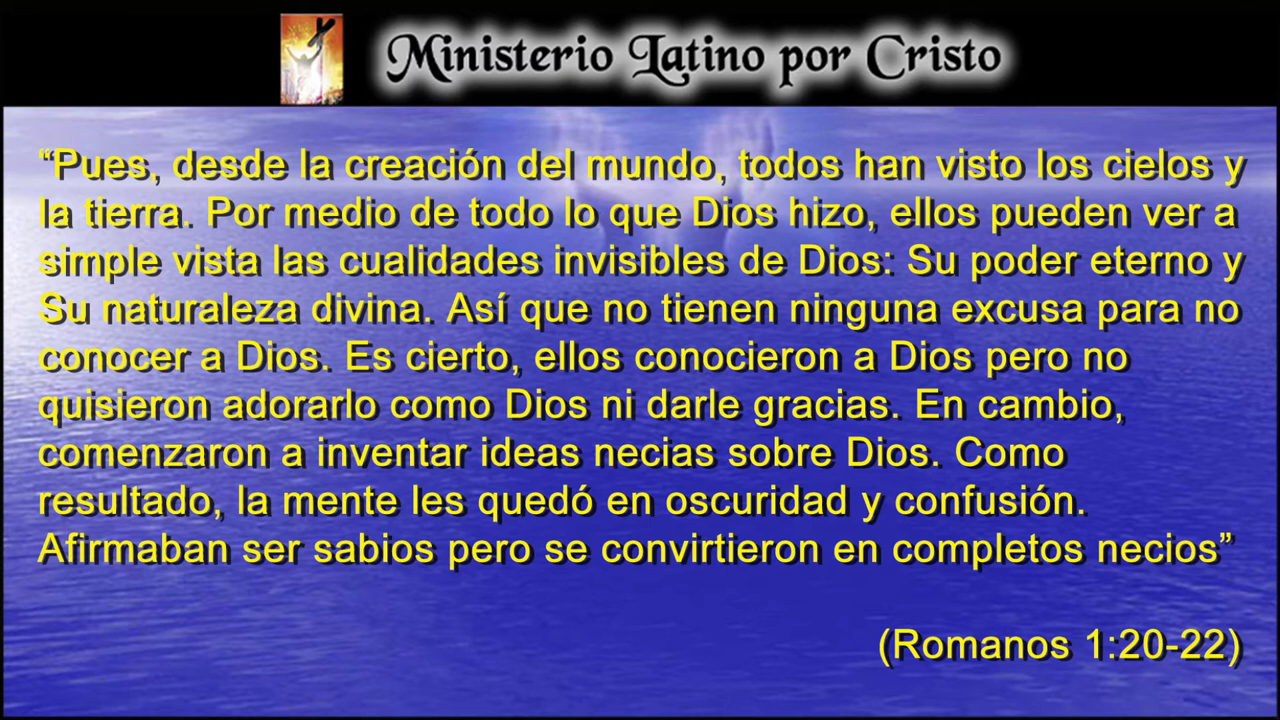 Ministerio Latino por Cristo
“Pues, desde la creación del mundo, todos han visto los cielos y
la tierra. Por medio de todo lo que Dios hizo, ellos pueden ver a
simple vista las cualidades invisibles de Dios: Su poder eterno y
Su naturaleza divina. Así que no tienen ninguna excusa para no
conocer a Dios. Es cierto, ellos conocieron a Dios pero no
quisieron adorarlo como Dios ni darle gracias. En cambio,
comenzaron a inventar ideas necias sobre Dios. Como
resultado, la mente les quedó en oscuridad y confusión.
Afirmaban ser sabios pero se convirtieron en completos necios”
(Romanos 1:20-22)